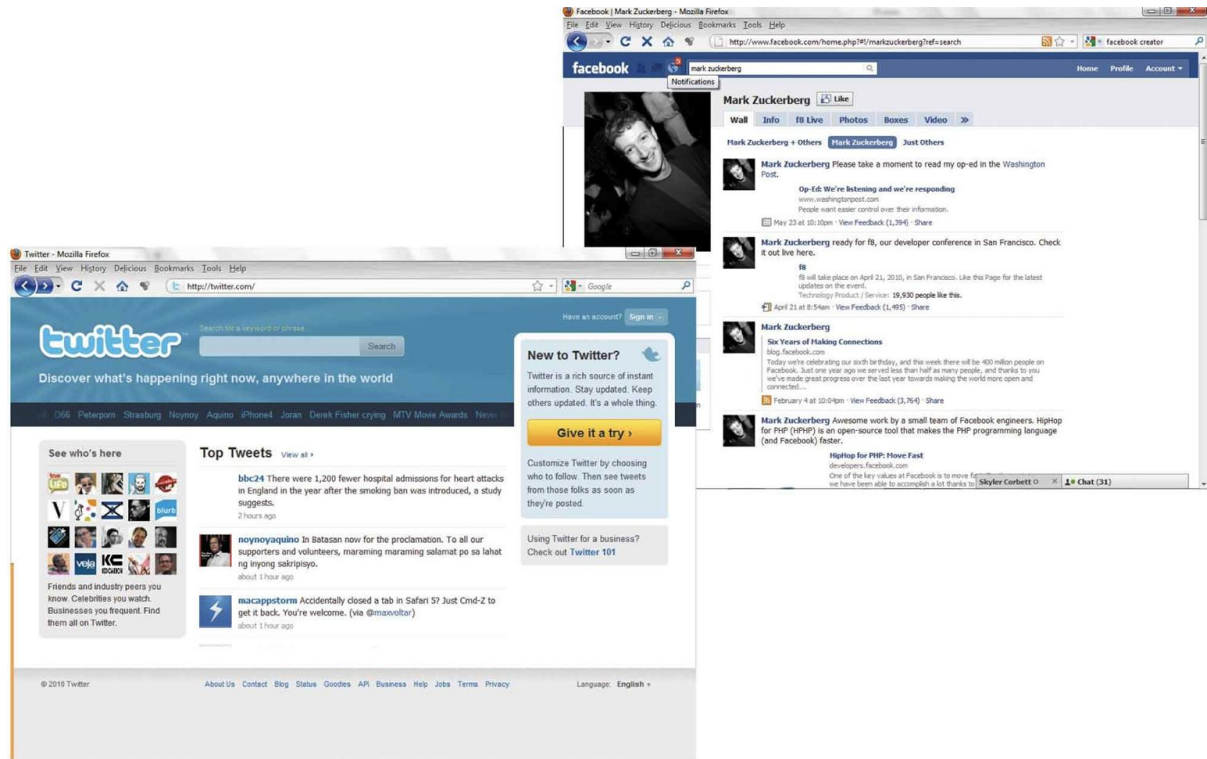 Facebook | Mark Zuckerberg - Mozilla Firefox
File Edit View History Delicious Bookmarks Tools Help
http://www.facebook.com/home.php?#!/markzuckerberg?ref=search
facebook creator
facebook
5
mark zuckerberg
Home Profile Account
Notifications
Mark Zuckerberg Like
Wall Info f8 Live Photos Boxes Video »
Mark Zuckerberg + Others Mark Zuckerberg Just Others
Mark Zuckerberg Please take a moment to read my op-ed in the Washington
Post.
Op-Ed: We're listening and we're responding
www.washingtonpost.com
People want easier control over their information.
May 23 at 10:10pm · View Feedback (1,394) · Share
Mark Zuckerberg ready for f8, our developer conference in San Francisco. Check
it out live here.
f8
f8 will take place on April 21, 2010, in San Francisco. Like this Page for the latest
updates on the event.
Technology Product / Service: 19,930 people like this.
April 21 at 8:54am · View Feedback (1,495) · Share
Mark Zuckerberg
Six Years of Making Connections
blog.facebook.com
Today we're celebrating our sixth birthday, and this week there will be 400 million people on
Facebook. Just one year ago we served less than half as many people, and thanks to you
we've made great progress over the last year towards making the world more open and
connected...
February 4 at 10:04pm · View Feedback (3,764) · Share
Mark Zuckerberg Awesome work by a small team of Facebook engineers. HipHop
for PHP (HPHP) is an open-source tool that makes the PHP programming language
(and Facebook) faster.
HipHop for PHP: Move Fast
developers.facebook.com
One of the key values at Facebook is to move
we have been able to accomplish a lot thanks to
Skyler Corbett
Chat (31)
Twitter - Mozilla Firefox
File Edit View History Delicious Bookmarks Tools Help
http://twitter.com/
Google
Have an account? Sign in
twitter
Search for a keyword or phrase...
Search
Discover what's happening right now, anywhere in the world
D66 Peterpom Strasburg Noynoy Aquino iPhone4 Joran Derek Fisher crying MTV Movie Awards
See who's here
V
blurb
veja
Friends and industry peers you
know. Celebrities you watch.
Businesses you frequent. Find
them all on Twitter.
Top Tweets View all ›
bbc24 There were 1,200 fewer hospital admissions for heart attacks
in England in the year after the smoking ban was introduced, a study
suggests.
2 hours ago
noynoyaquino In Batasan now for the proclamation. To all our
supporters and volunteers, maraming maraming salamat po sa lahat
ng inyong sakripisyo.
about 1 hour ago
macappstorm Accidentally closed a tab in Safari 5? Just Cmd-Z to
get it back. You're welcome. (via @maxvoltar)
about 1 hour ago
New to Twitter?
Twitter is a rich source of instant
information. Stay updated. Keep
others updated. It's a whole thing.
Give it a try ›
Customize Twitter by choosing
who to follow. Then see tweets
from those folks as soon as
they're posted.
Using Twitter for a business?
Check out Twitter 101
© 2010 Twitter
About Us Contact Blog Status Goodies API Business Help Jobs Terms Privacy
Language: English